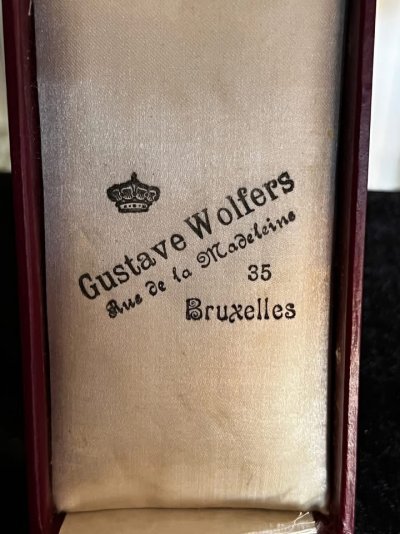 Gustave Wolfers
Rue de la Madeleine
35
Bruxelles